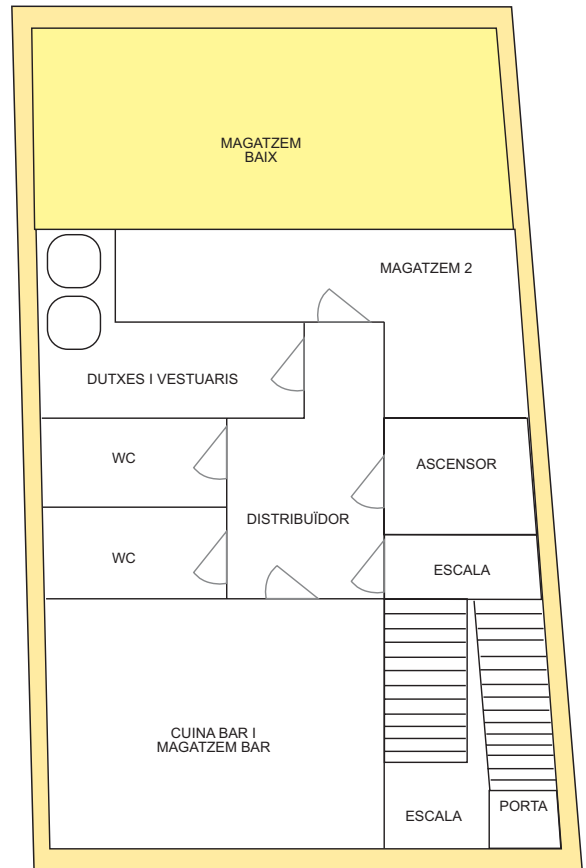 MAGATZEM
BAIX
MAGATZEM 2
DUTXES I VESTUARIS
WC
ASCENSOR
DISTRIBUÏDOR
WC
ESCALA
CUINA BAR I
MAGATZEM BAR
ESCALA
PORTA